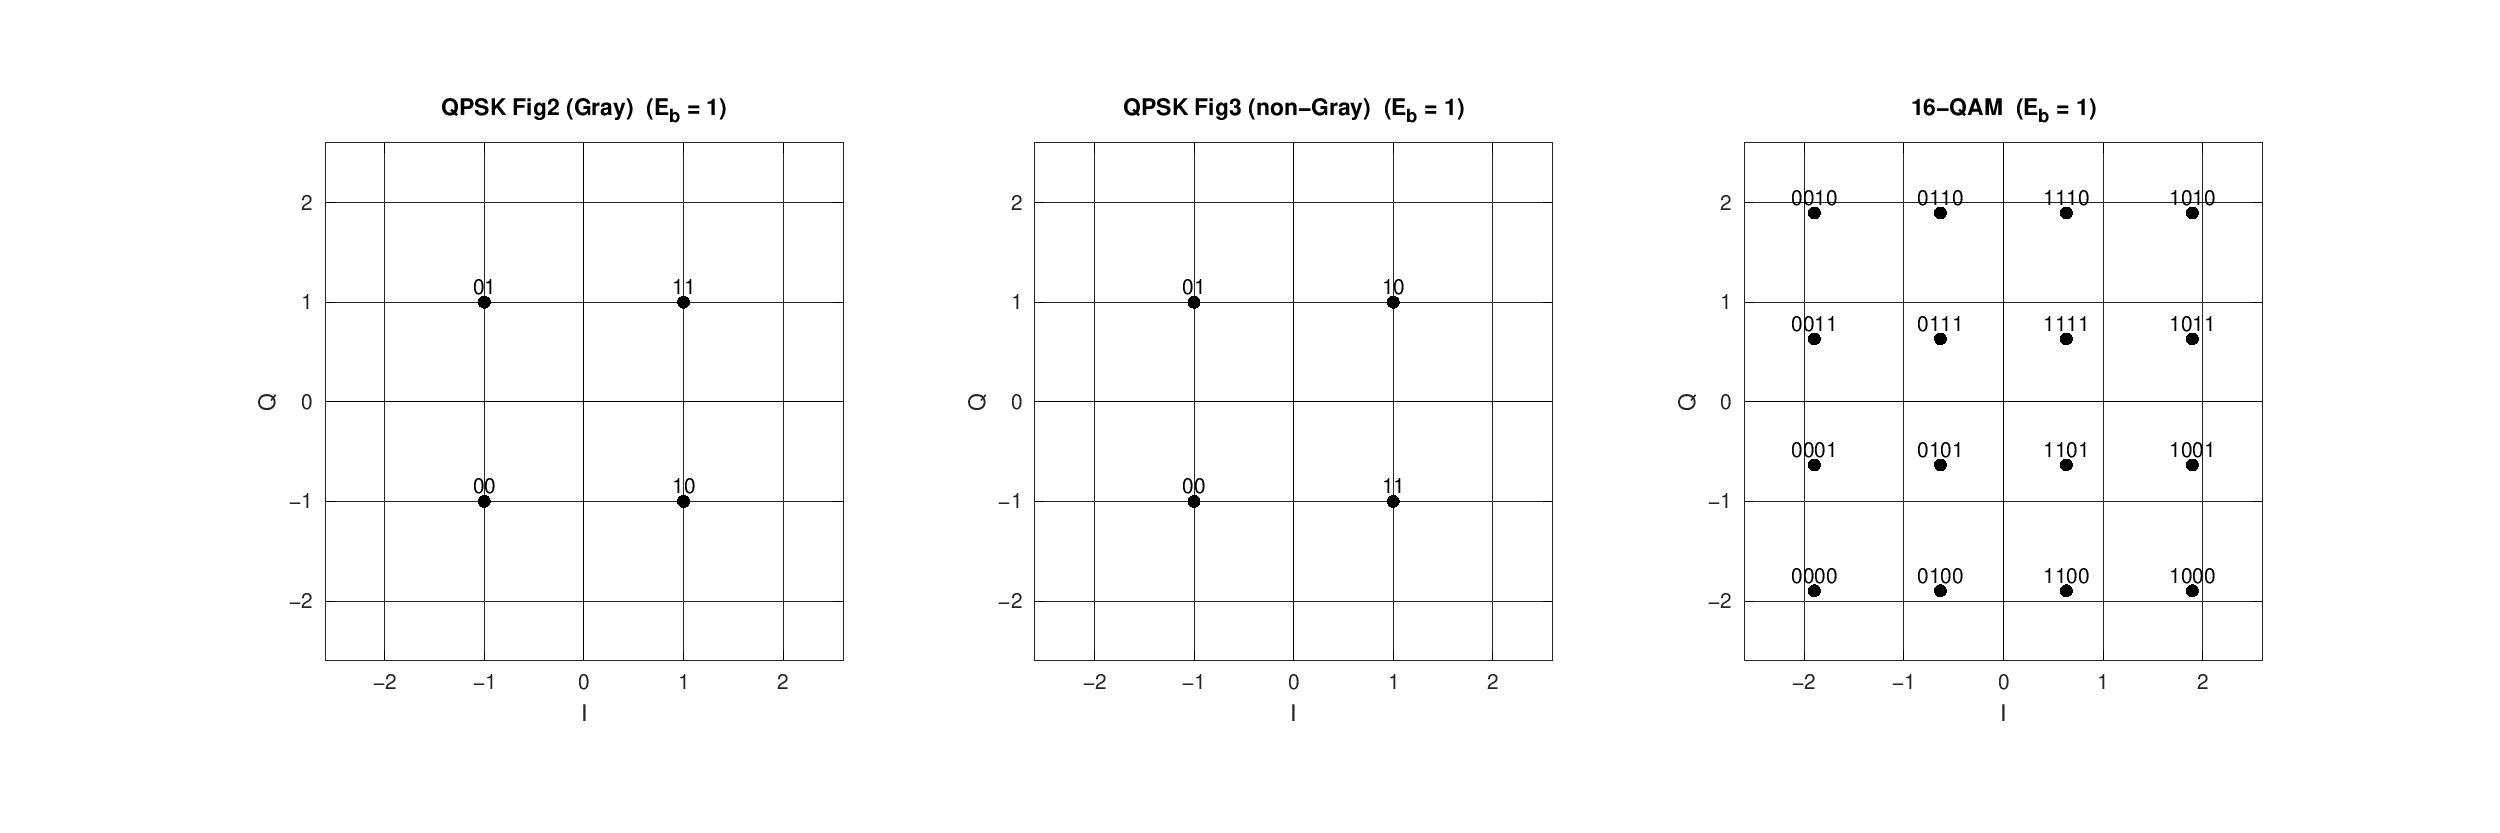 QPSK Fig2 (Gray) (E_b = 1)
2
1
0
−1
−2
Q
01 11
00 10
−2 −1 0 1 2
I
QPSK Fig3 (non−Gray) (E_b = 1)
2
1
0
−1
−2
Q
01 10
00 11
−2 −1 0 1 2
I
16−QAM (E_b = 1)
2
1
0
−1
−2
Q
0010 0110 1110 1010
0011 0111 1111 1011
0001 0101 1101 1001
0000 0100 1100 1000
−2 −1 0 1 2
I